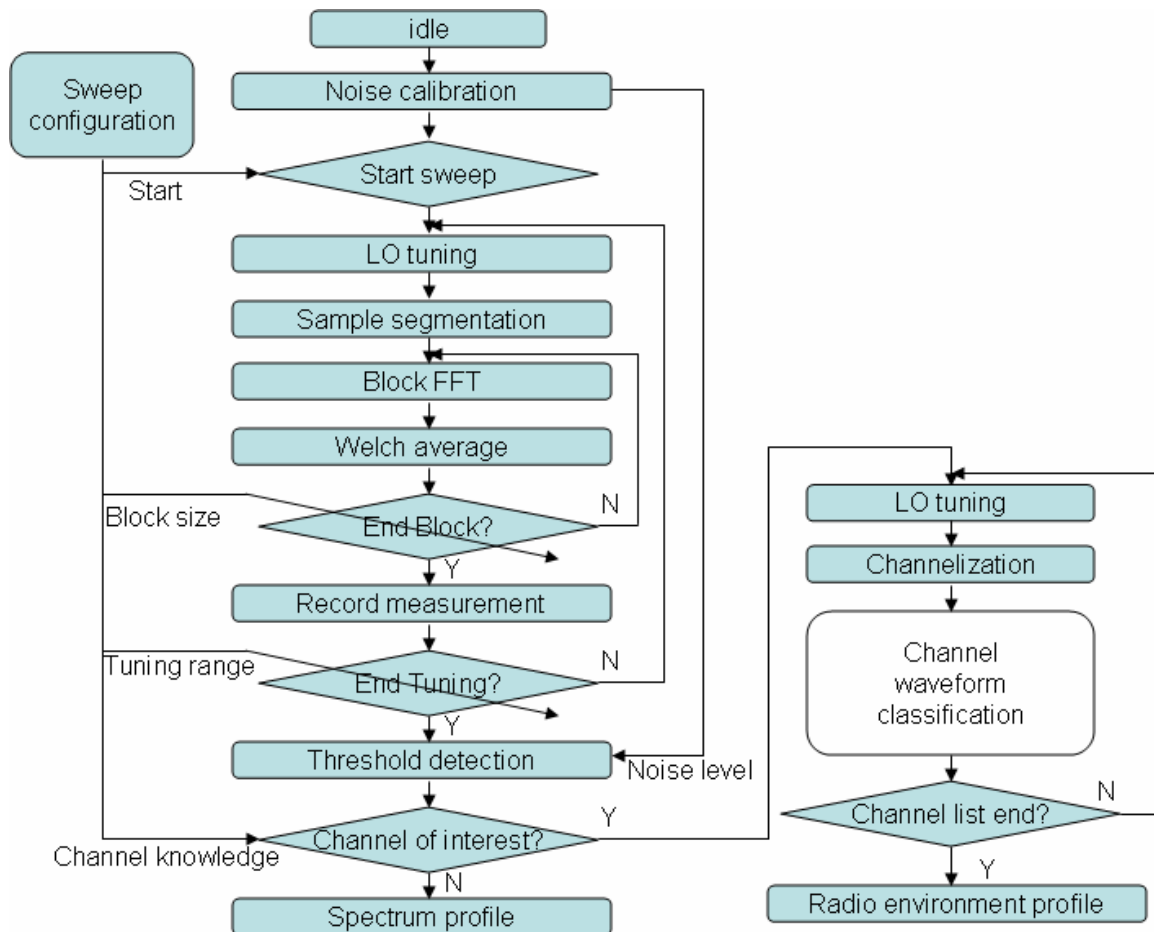 idle
Sweep
configuration
Noise calibration
Start sweep
Start
LO tuning
Sample segmentation
Block FFT
Welch average
Block size
End Block?
N
Y
Record measurement
Tuning range
End Tuning?
N
Y
Threshold detection
Noise level
Channel of interest?
Y
Channel knowledge
N
Spectrum profile
LO tuning
Channelization
Channel
waveform
classification
Channel list end?
N
Y
Radio environment profile